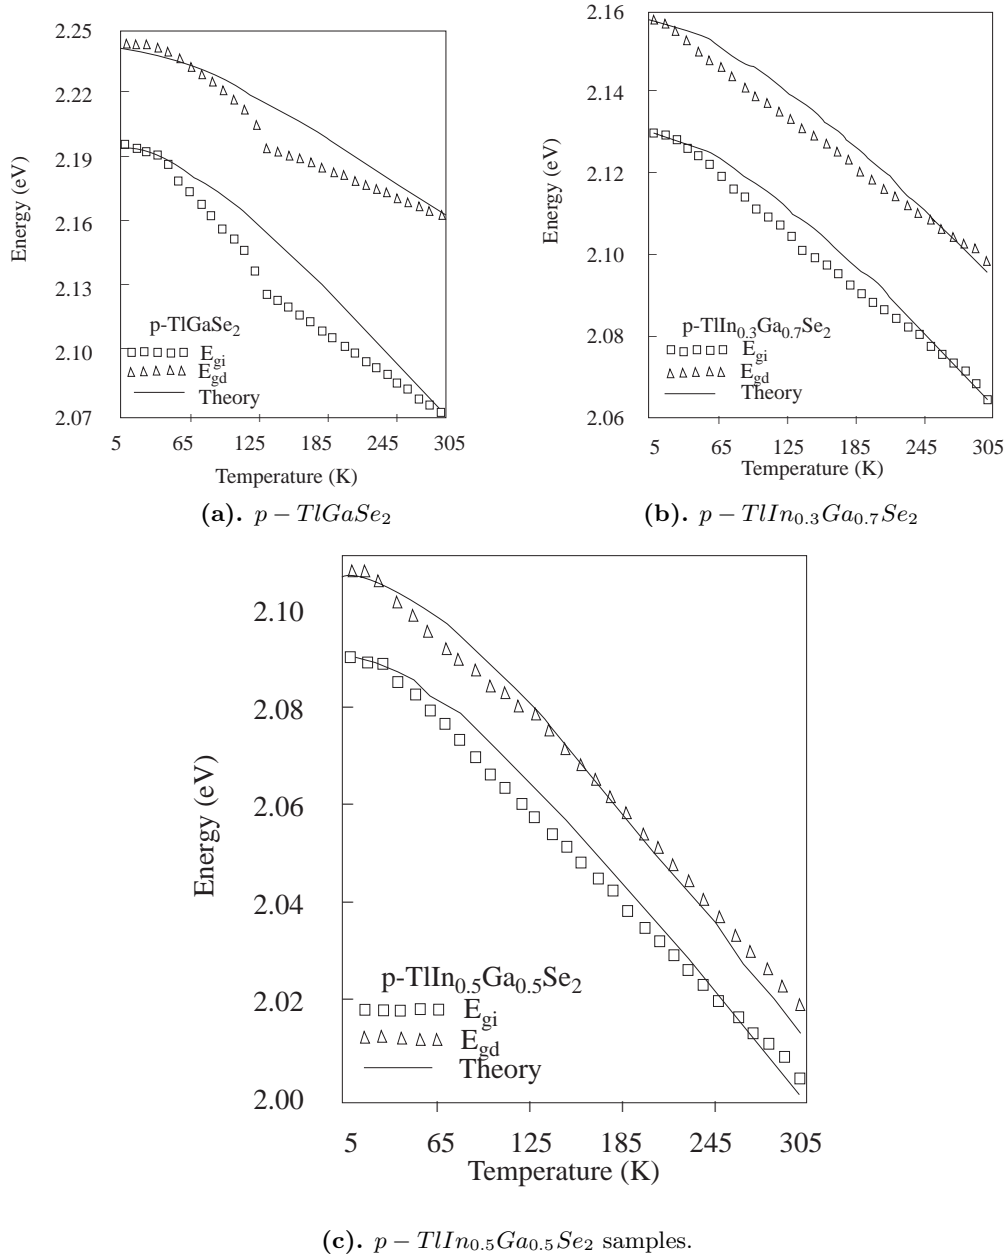 2.25
2.22
2.19
2.16
2.13
2.10
2.07
Energy (eV)
p-TlGaSe2
Egi
Egd
Theory
5 65 125 185 245 305
Temperature (K)
(a). p − TlGaSe2
2.16
2.14
2.12
2.10
2.08
2.06
Energy (eV)
p-TlIn0.3Ga0.7Se2
Egi
Egd
Theory
5 65 125 185 245 305
Temperature (K)
(b). p − TlIn0.3Ga0.7Se2
2.10
2.08
2.06
2.04
2.02
2.00
Energy (eV)
p-TlIn0.5Ga0.5Se2
Egi
Egd
Theory
5 65 125 185 245 305
Temperature (K)
(c). p − TlIn0.5Ga0.5Se2 samples.